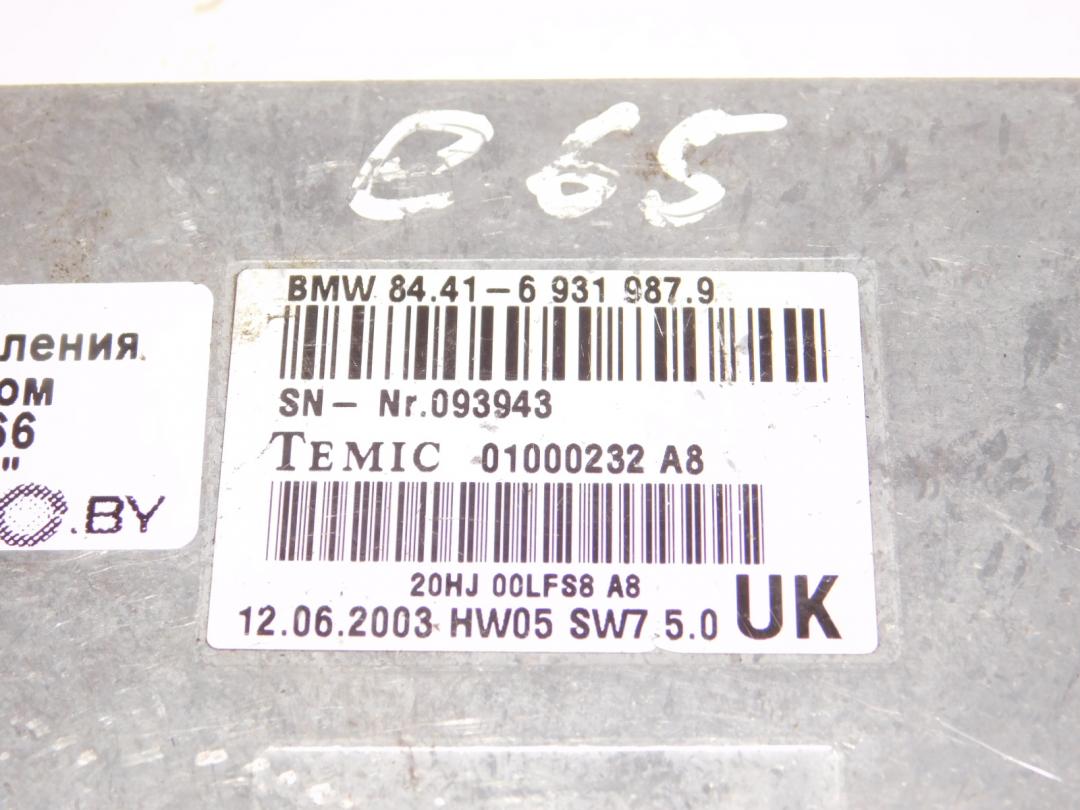 e65
BMW 84.41-6 931 987.9
SN- Nr.093943
TEMIC 01000232 A8
20HJ 00LFS8 A8
12.06.2003 HW05 SW7.5.0 UK
ления
ом
66
"
.BY